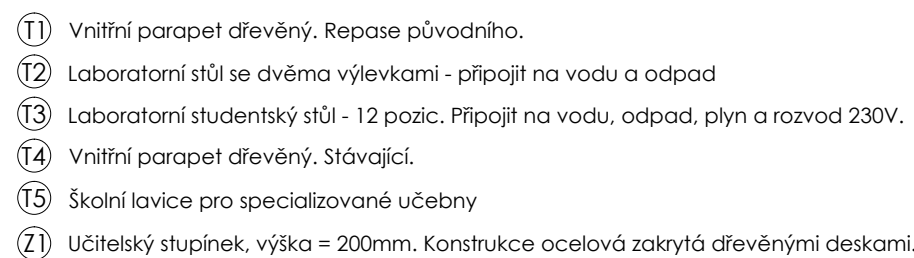 T1 Vnitřní parapet dřevěný. Repase původního.
T2 Laboratorní stůl se dvěma výlevkami - připojit na vodu a odpad
T3 Laboratorní studentský stůl - 12 pozic. Připojit na vodu, odpad, plyn a rozvod 230V.
T4 Vnitřní parapet dřevěný. Stávající.
T5 Školní lavice pro specializované učebny
Z1 Učitelský stupínek, výška = 200mm. Konstrukce ocelová zakrytá dřevěnými deskami.